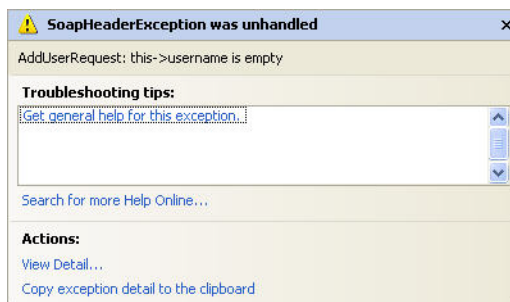 SoapHeaderException was unhandled
AddUserRequest: this->username is empty
Troubleshooting tips:
Get general help for this exception.
Search for more Help Online...
Actions:
View Detail...
Copy exception detail to the clipboard